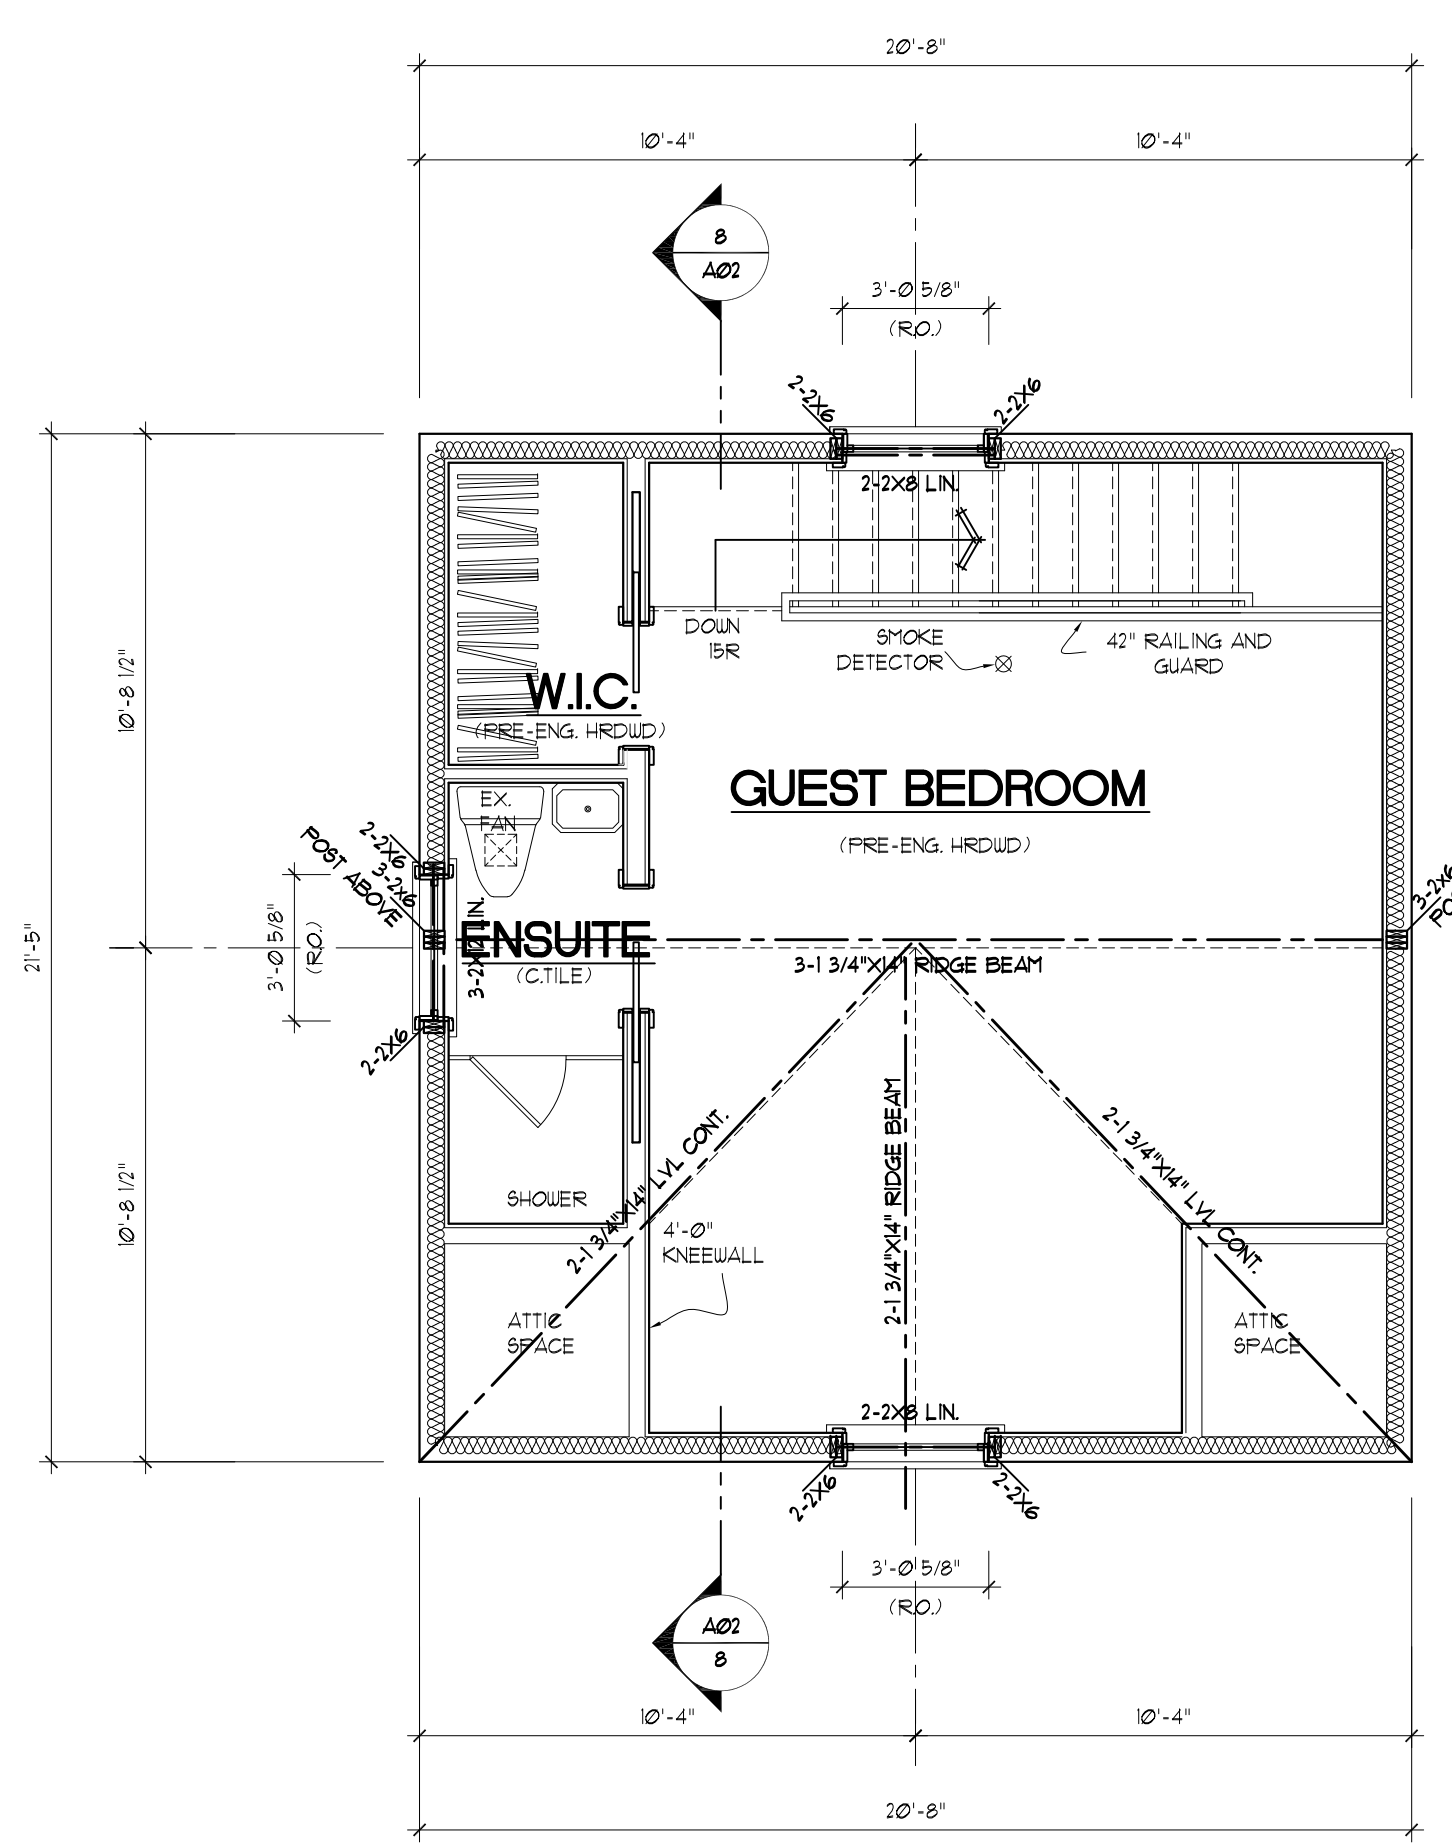 20'-8"
10'-4"
10'-4"
8
A02
3'-0 5/8"
(R.O.)
2-2X6
2-2X6
2-2X8 LIN.
DOWN
15R
SMOKE
DETECTOR
42" RAILING AND
GUARD
10'-8 1/2"
W.I.C.
(PRE-ENG. HRDWD)
GUEST BEDROOM
(PRE-ENG. HRDWD)
EX.
FAN
2-2X6
3-2X6
POST ABOVE
3-2X6
21'-5"
3'-0 5/8"
(R.O.)
3-2X12 LIN.
ENSUITE
(C.TILE)
3-1 3/4"X14" RIDGE BEAM
2-2X6
2-1 3/4"X14" LVL CONT.
2-1 3/4"X14" RIDGE BEAM
2-1 3/4"X14" LVL CONT.
10'-8 1/2"
SHOWER
4'-0"
KNEEWALL
ATTIC
SPACE
ATTIC
SPACE
2-2X8 LIN.
2-2X6
2-2X6
3'-0 5/8"
(R.O.)
A02
8
10'-4"
10'-4"
20'-8"